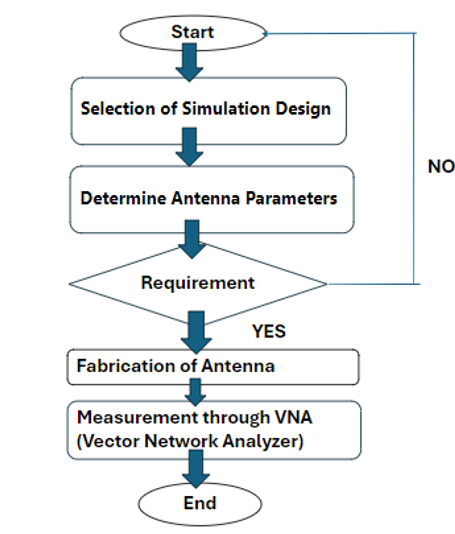 Start
Selection of Simulation Design
Determine Antenna Parameters
NO
Requirement
YES
Fabrication of Antenna
Measurement through VNA
(Vector Network Analyzer)
End